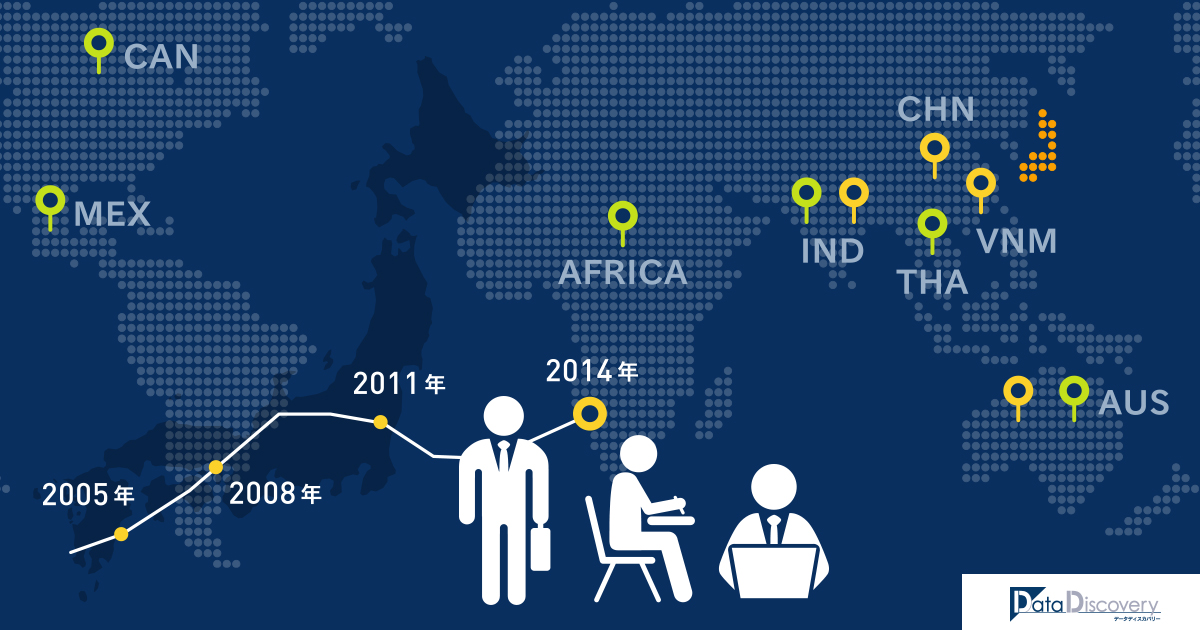 CAN
CHN
MEX
IND
VNM
AFRICA
THA
2011年
2014年
AUS
2005年
2008年
Data Discovery
データディスカバリー